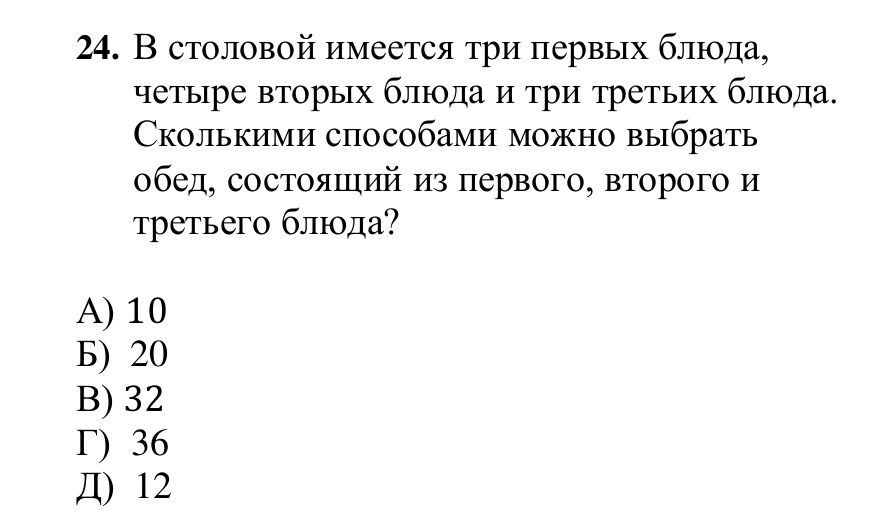 24. В столовой имеется три первых блюда,
четыре вторых блюда и три третьих блюда.
Сколькими способами можно выбрать
обед, состоящий из первого, второго и
третьего блюда?
А) 10
Б) 20
В) 32
Г) 36
Д) 12